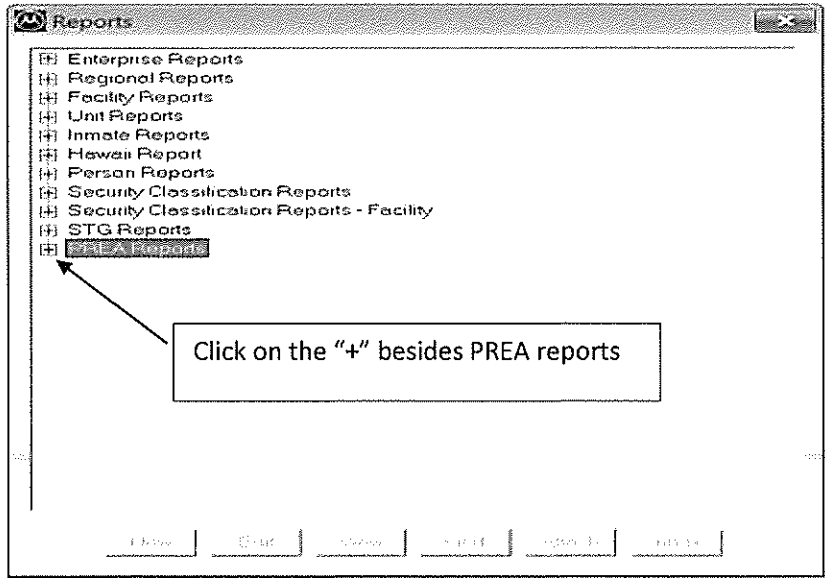 Reports
Enterprise Reports
Regional Reports
Facility Reports
Unit Reports
Inmate Reports
Hawaii Report
Person Reports
Security Classification Reports
Security Classification Reports - Facility
STG Reports
PREA Reports
Click on the "+" besides PREA reports